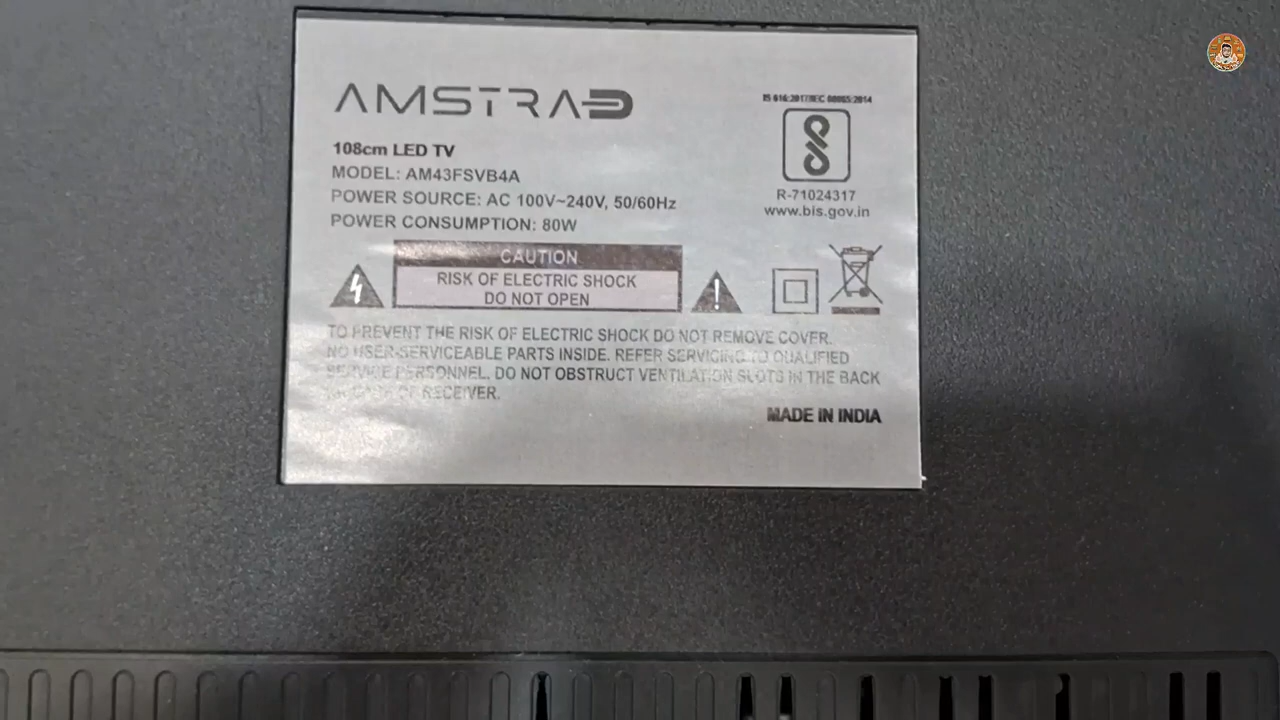 AMSTRAD
108cm LED TV
MODEL: AM43FSVB4A
POWER SOURCE: AC 100V~240V, 50/60Hz
POWER CONSUMPTION: 80W
IS 616:2017/IEC 60065:2014
R-71024317
www.bis.gov.in
CAUTION
RISK OF ELECTRIC SHOCK
DO NOT OPEN
TO PREVENT THE RISK OF ELECTRIC SHOCK DO NOT REMOVE COVER.
NO USER-SERVICEABLE PARTS INSIDE. REFER SERVICING TO QUALIFIED
SERVICE PERSONNEL, DO NOT OBSTRUCT VENTILATION SLOTS IN THE BACK
OF RECEIVER.
MADE IN INDIA